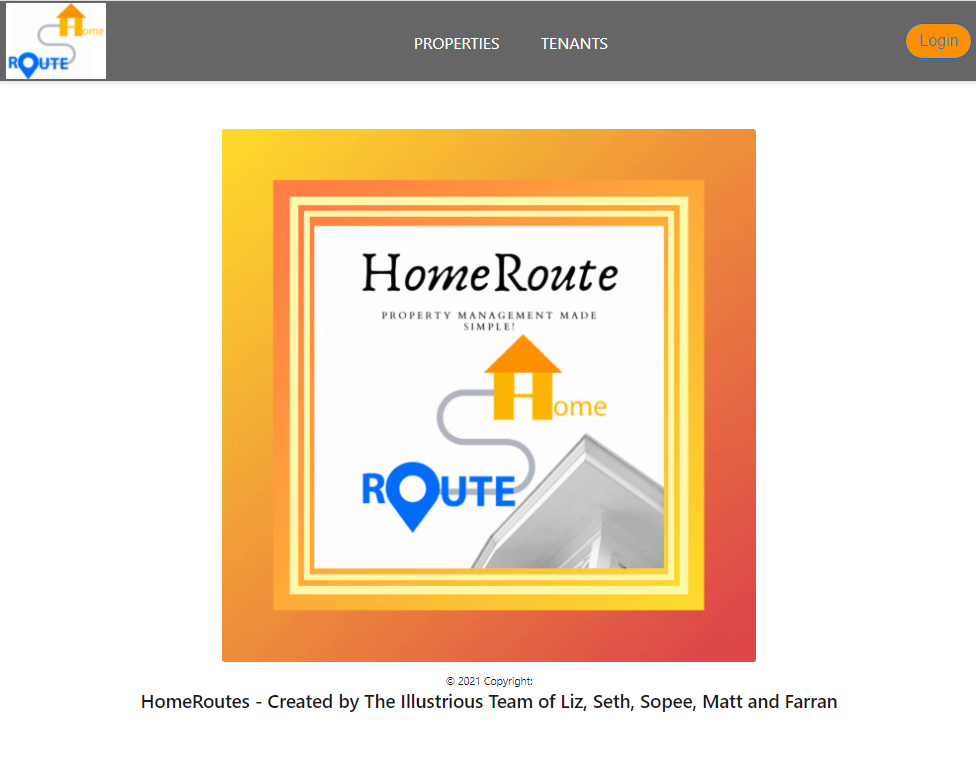 Home
ROUTE
PROPERTIES
TENANTS
Login
HomeRoute
PROPERTY MANAGEMENT MADE
SIMPLE!
Home
ROUTE
© 2021 Copyright:
HomeRoutes - Created by The Illustrious Team of Liz, Seth, Sopee, Matt and Farran